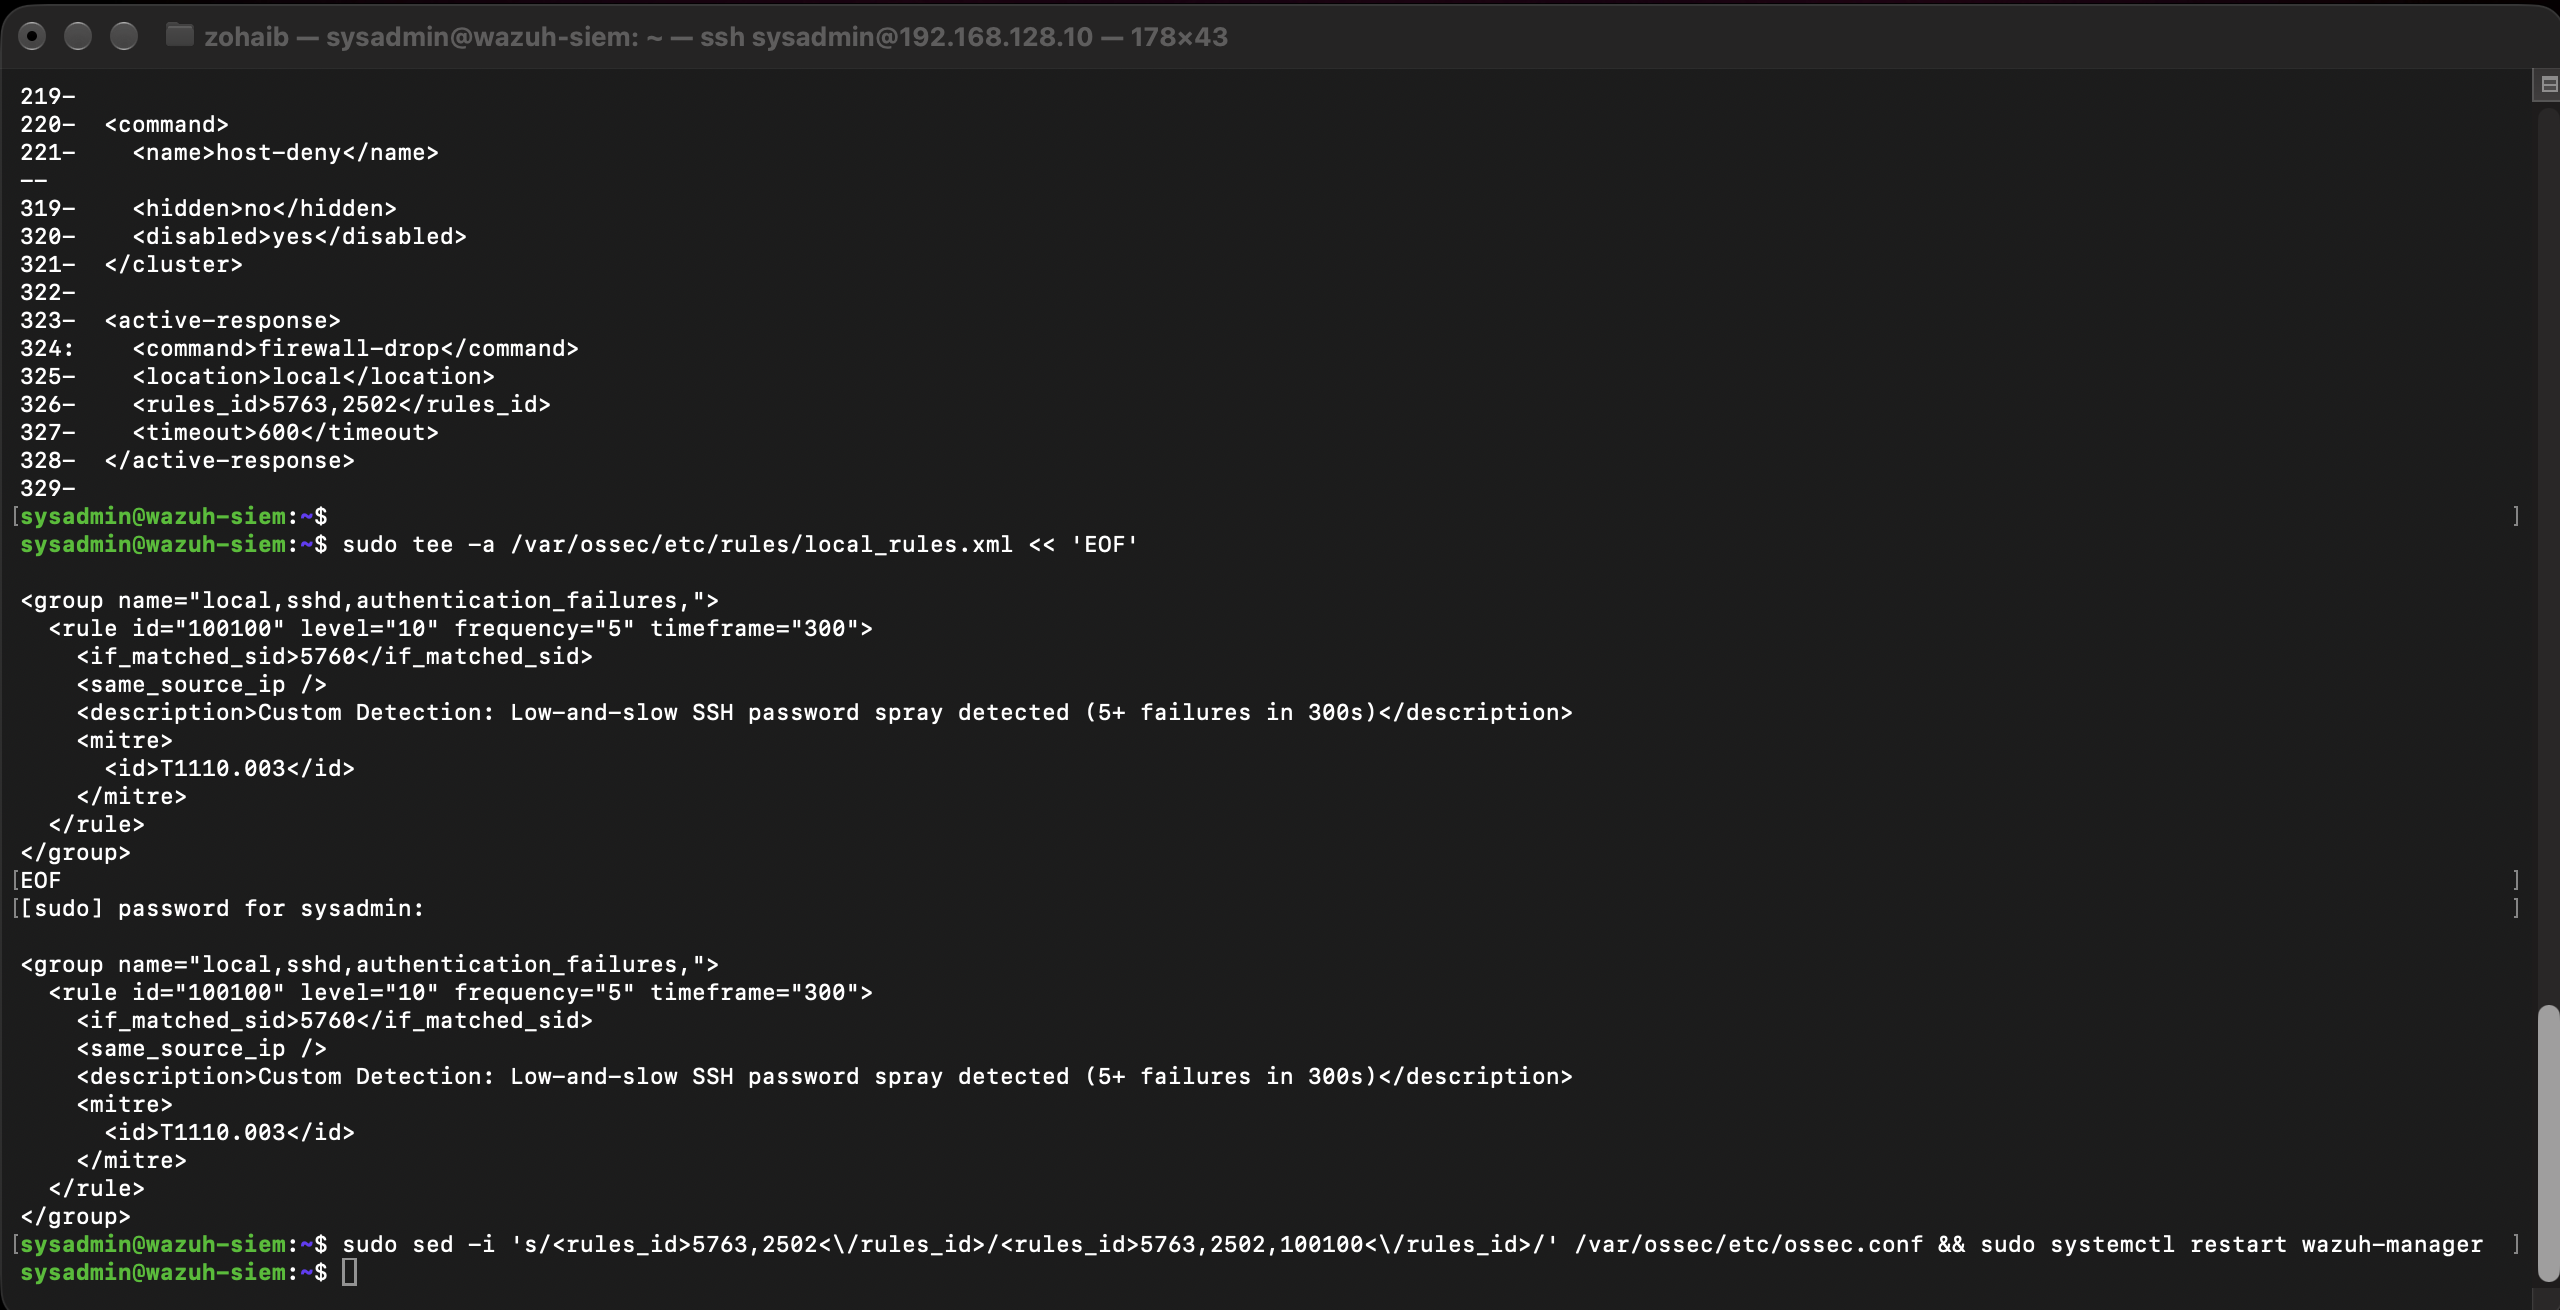 zohaib — sysadmin@wazuh-siem: ~ — ssh sysadmin@192.168.128.10 — 178×43
219-
220-  <command>
221-    <name>host-deny</name>
--
319-    <hidden>no</hidden>
320-    <disabled>yes</disabled>
321-  </cluster>
322-
323-  <active-response>
324:    <command>firewall-drop</command>
325-    <location>local</location>
326-    <rules_id>5763,2502</rules_id>
327-    <timeout>600</timeout>
328-  </active-response>
329-
[sysadmin@wazuh-siem:~$ ]
sysadmin@wazuh-siem:~$ sudo tee -a /var/ossec/etc/rules/local_rules.xml << 'EOF'
<group name="local,sshd,authentication_failures,">
  <rule id="100100" level="10" frequency="5" timeframe="300">
    <if_matched_sid>5760</if_matched_sid>
    <same_source_ip />
    <description>Custom Detection: Low-and-slow SSH password spray detected (5+ failures in 300s)</description>
    <mitre>
      <id>T1110.003</id>
    </mitre>
  </rule>
</group>
[EOF ]
[[sudo] password for sysadmin: ]
<group name="local,sshd,authentication_failures,">
  <rule id="100100" level="10" frequency="5" timeframe="300">
    <if_matched_sid>5760</if_matched_sid>
    <same_source_ip />
    <description>Custom Detection: Low-and-slow SSH password spray detected (5+ failures in 300s)</description>
    <mitre>
      <id>T1110.003</id>
    </mitre>
  </rule>
</group>
[sysadmin@wazuh-siem:~$ sudo sed -i 's/<rules_id>5763,2502<\/rules_id>/<rules_id>5763,2502,100100<\/rules_id>/' /var/ossec/etc/ossec.conf && sudo systemctl restart wazuh-manager ]
sysadmin@wazuh-siem:~$